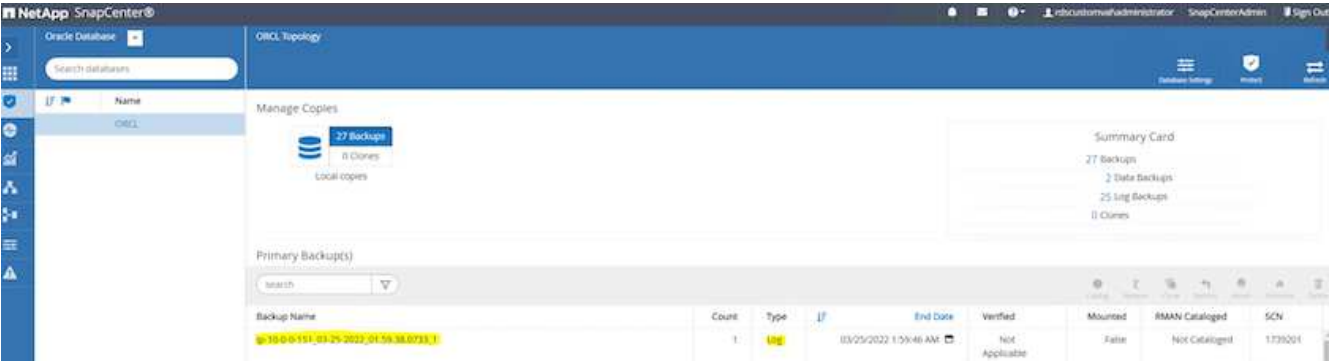 NetApp SnapCenter®
rdscustomval\administrator SnapCenterAdmin Sign Out
Oracle Database
ORCL Topology
Search databases
Database Settings Protect Refresh
Name
ORCL
Manage Copies
27 Backups
0 Clones
Local copies
Summary Card
27 Backups
2 Data Backups
25 Log Backups
0 Clones
Primary Backup(s)
search
Backup Name Count Type End Date Verified Mounted RMAN Cataloged SCN
ip-10-0-0-151_03-25-2022_01.59.38.0733_1 1 Log 03/25/2022 1:59:46 AM Not Applicable False Not Cataloged 1739201